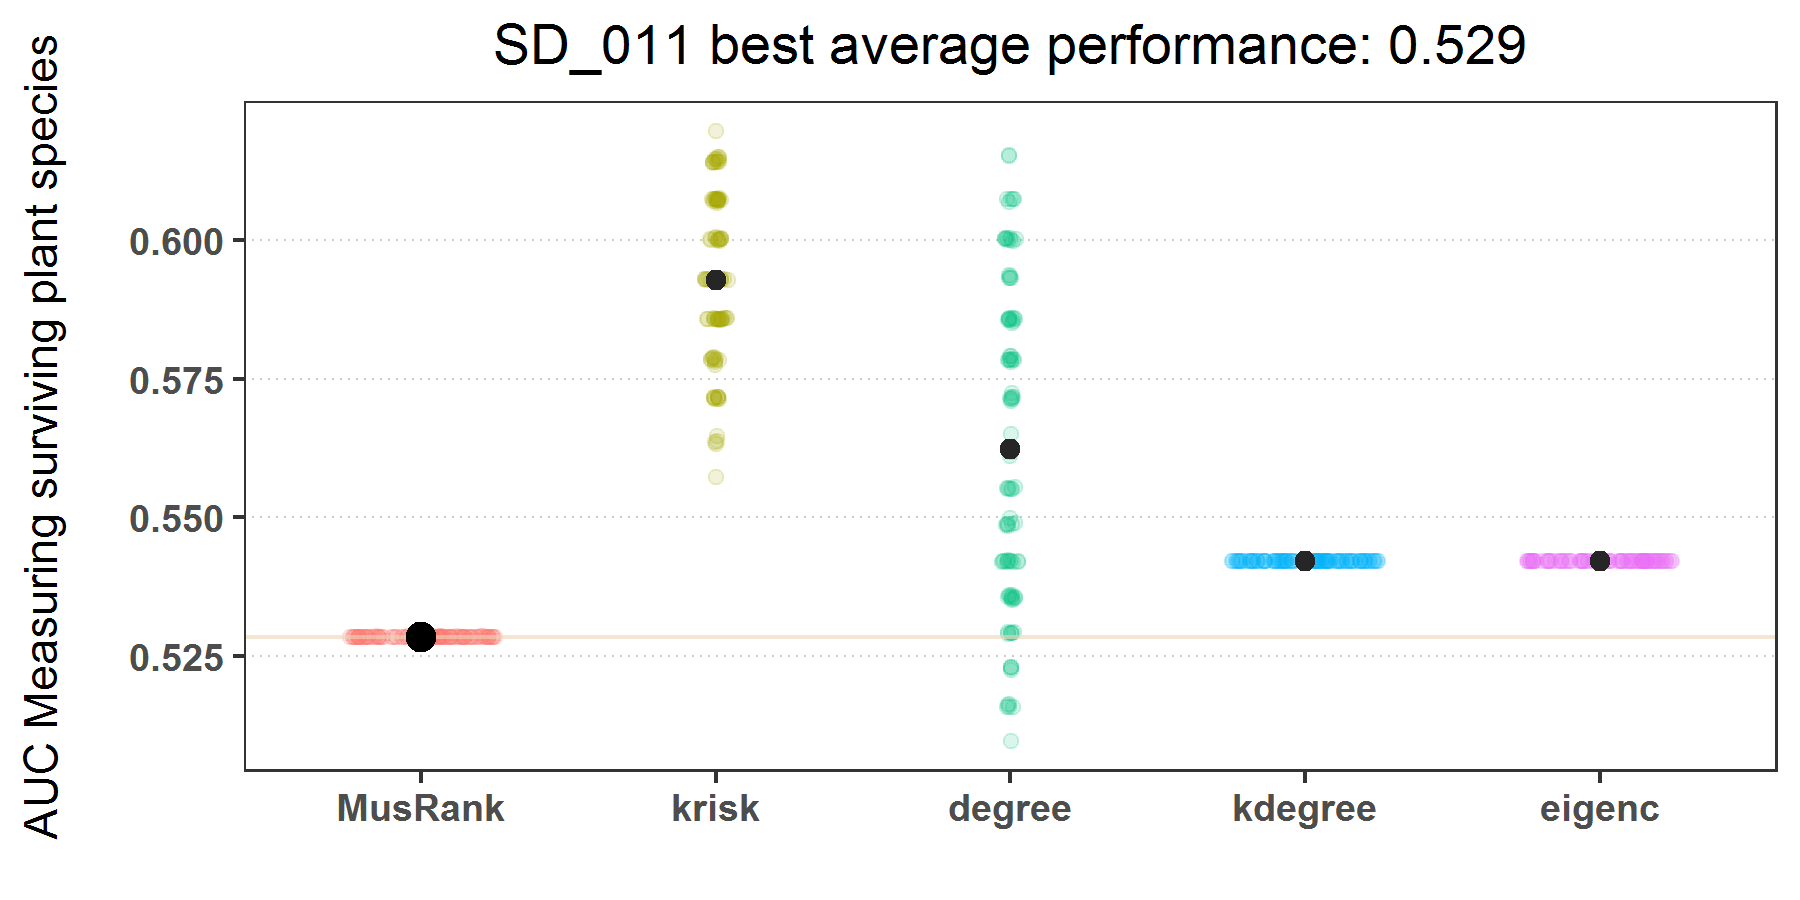 SD_011 best average performance: 0.529
AUC Measuring surviving plant species
0.600
0.575
0.550
0.525
MusRank krisk degree kdegree eigenc